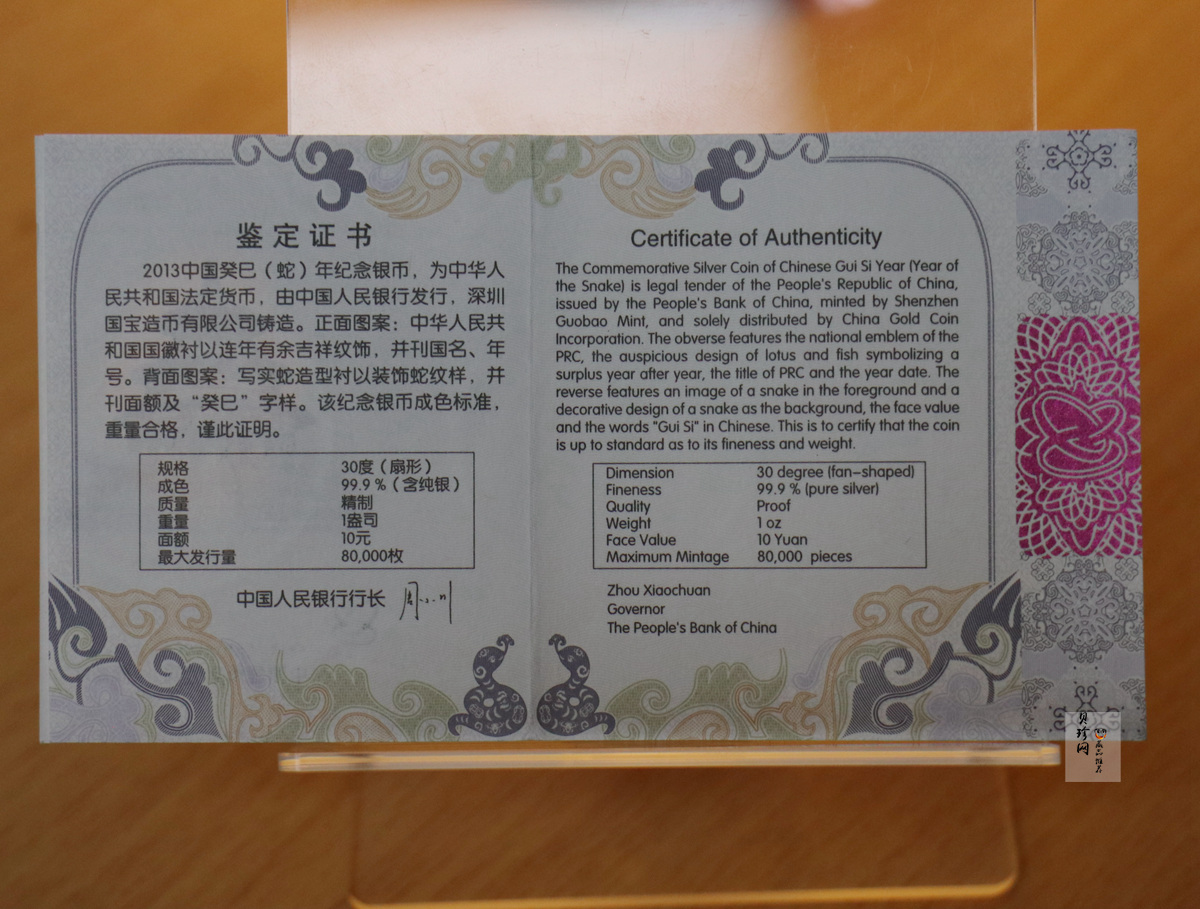 鉴定证书
2013中国癸巳（蛇）年纪念银币，为中华人
民共和国法定货币，由中国人民银行发行，深圳
国宝造币有限公司铸造。正面图案：中华人民共
和国国徽衬以连年有余吉祥纹饰，并刊国名、年
号。背面图案：写实蛇造型衬以装饰蛇纹样，并
刊面额及“癸巳”字样。该纪念银币成色标准，
重量合格，谨此证明。
规格 30度（扇形）
成色 99.9％（含纯银）
质量 精制
重量 1盎司
面额 10元
最大发行量 80,000枚
中国人民银行行长
Certificate of Authenticity
The Commemorative Silver Coin of Chinese Gui Si Year (Year of
the Snake) is legal tender of the People's Republic of China,
issued by the People's Bank of China, minted by Shenzhen
Guobao Mint, and solely distributed by China Gold Coin
Incorporation. The obverse features the national emblem of the
PRC, the auspicious design of lotus and fish symbolizing a
surplus year after year, the title of PRC and the year date. The
reverse features an image of a snake in the foreground and a
decorative design of a snake as the background, the face value
and the words "Gui Si" in Chinese. This is to certify that the coin
is up to standard as to its fineness and weight.
Dimension 30 degree (fan-shaped)
Fineness 99.9 % (pure silver)
Quality Proof
Weight 1 oz
Face Value 10 Yuan
Maximum Mintage 80,000 pieces
Zhou Xiaochuan
Governor
The People's Bank of China
贝珍网
藏品推荐